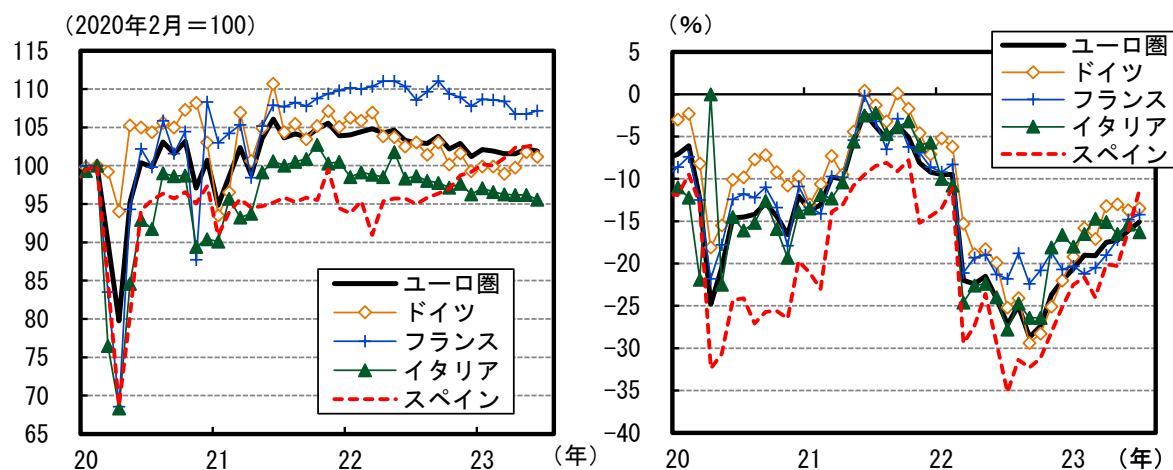 (2020年2月=100)
115
110
105
100
95
90
85
80
75
70
65
ユーロ圏
ドイツ
フランス
イタリア
スペイン
20 21 22 23 (年)
(%)
5
0
-5
-10
-15
-20
-25
-30
-35
-40
ユーロ圏
ドイツ
フランス
イタリア
スペイン
20 21 22 23 (年)